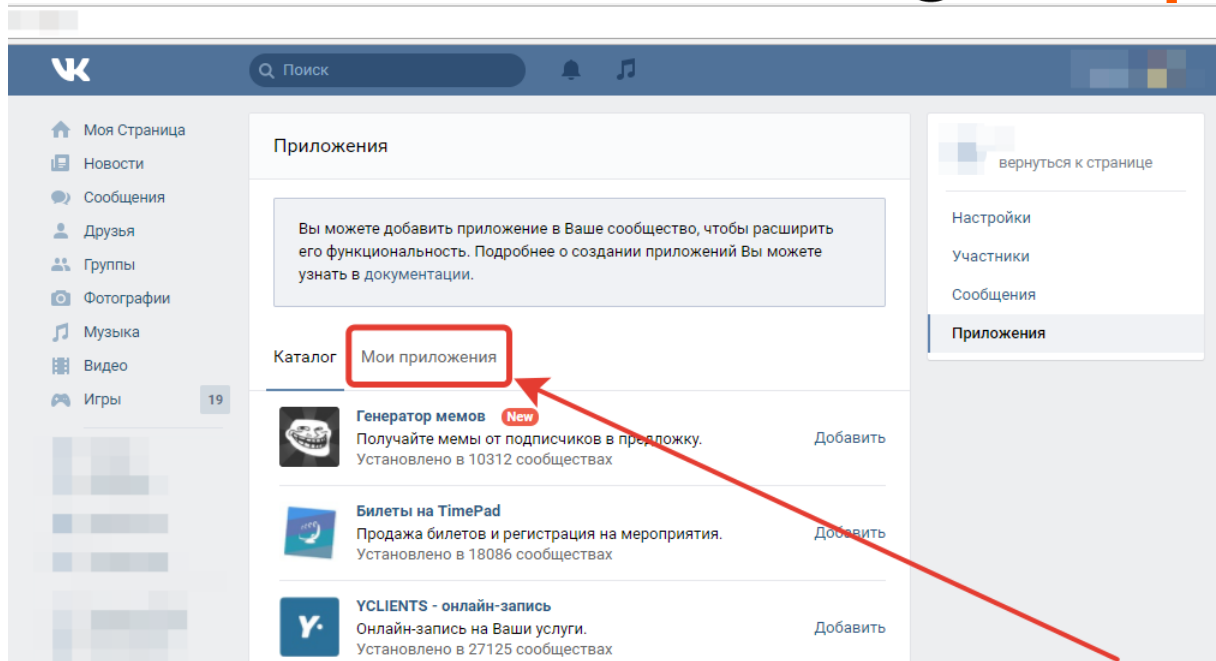 Поиск
Моя Страница
Новости
Сообщения
Друзья
Группы
Фотографии
Музыка
Видео
Игры 19
Приложения
Вы можете добавить приложение в Ваше сообщество, чтобы расширить
его функциональность. Подробнее о создании приложений Вы можете
узнать в документации.
Каталог Мои приложения
Генератор мемов New
Получайте мемы от подписчиков в предложку. Добавить
Установлено в 10312 сообществах
Билеты на TimePad
Продажа билетов и регистрация на мероприятия. Добавить
Установлено в 18086 сообществах
YCLIENTS - онлайн-запись
Y.
Онлайн-запись на Ваши услуги. Добавить
Установлено в 27125 сообществах
вернуться к странице
Настройки
Участники
Сообщения
Приложения